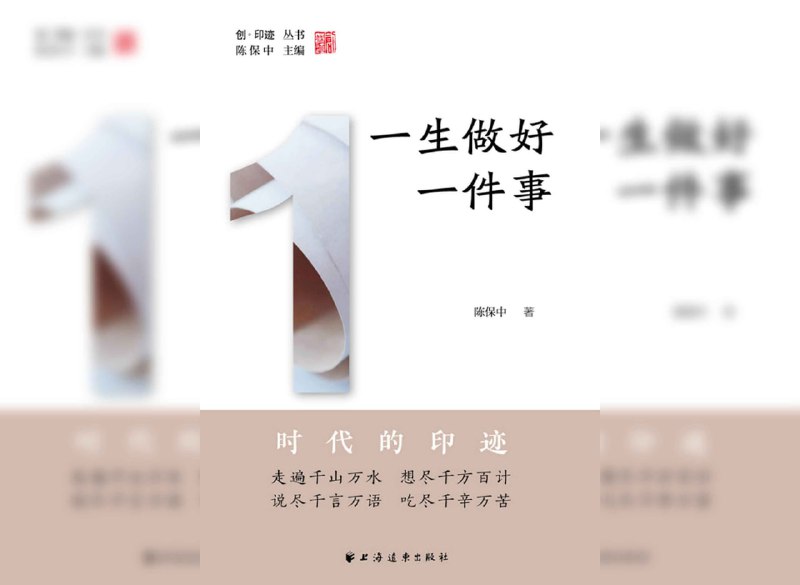 创·印迹 丛书
陈保中 主编
一生做好
一件事
陈保中 著
时代的印迹
走遍千山万水 想尽千方百计
说尽千言万语 吃尽千辛万苦
上海远东出版社